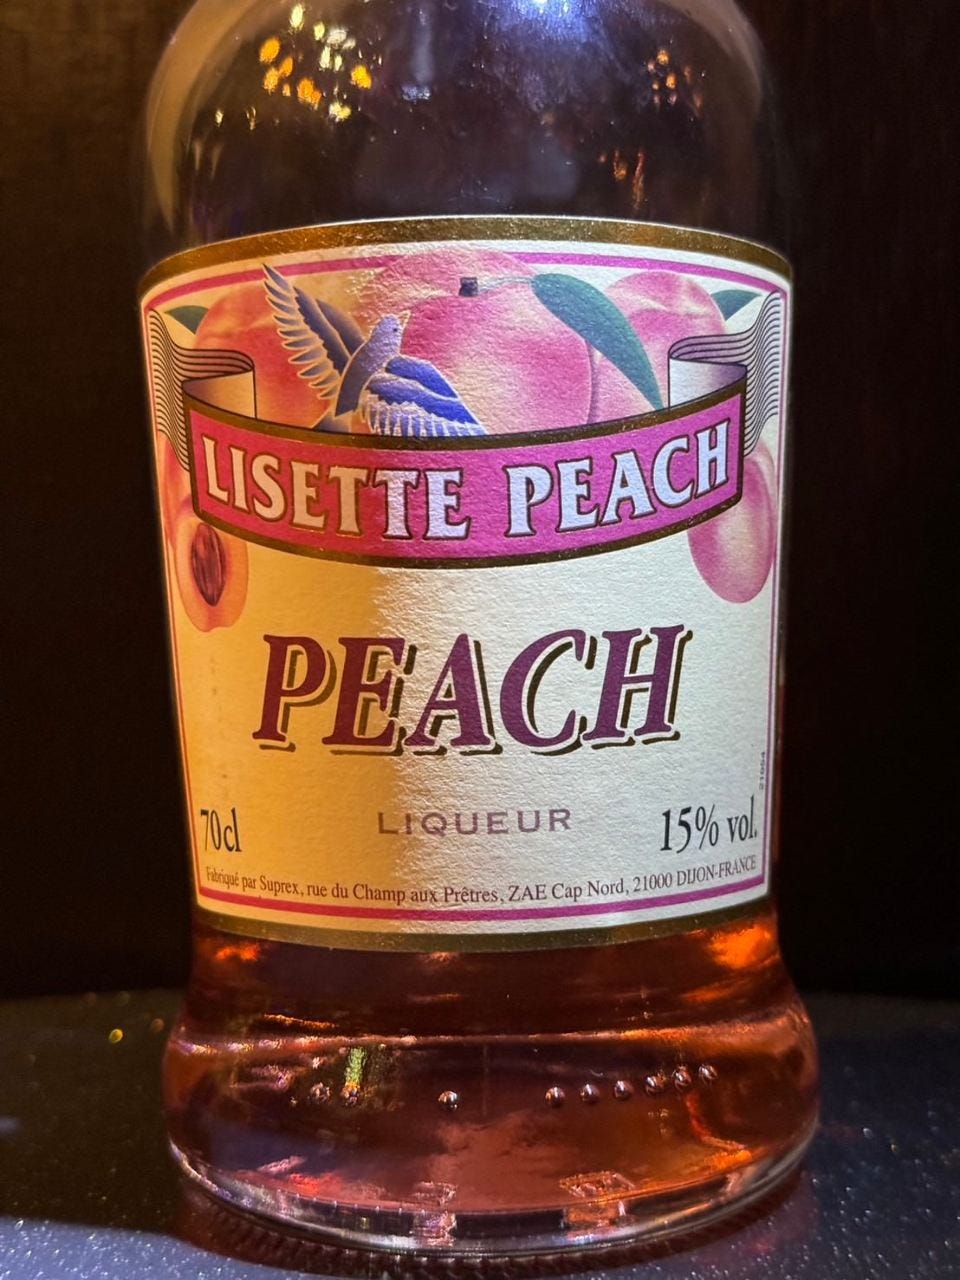 LISETTE PEACH
PEACH
LIQUEUR
70cl
15% vol.
Fabriqué par Suprex, rue du Champ aux Prêtres, ZAE Cap Nord, 21000 DIJON-FRANCE
21054